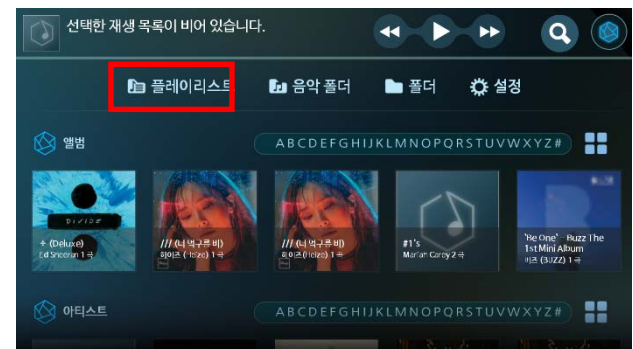 선택한 재생 목록이 비어 있습니다.
플레이리스트
음악 폴더
폴더
설정
앨범
ABCDEFGHIJKLMNOPQRSTUVWXYZ#
DIVIDE
÷ (Deluxe)
Ed Sheeran 1 곡
/// (너 먹구름 비)
헤이즈 (Heize) 1 곡
/// (너 먹구름 비)
헤이즈 (Heize) 1 곡
#1's
Mariah Carey 2 곡
'Be One' – Buzz The
1st Mini Album
버즈 (BUZZ) 1 곡
아티스트
ABCDEFGHIJKLMNOPQRSTUVWXYZ#